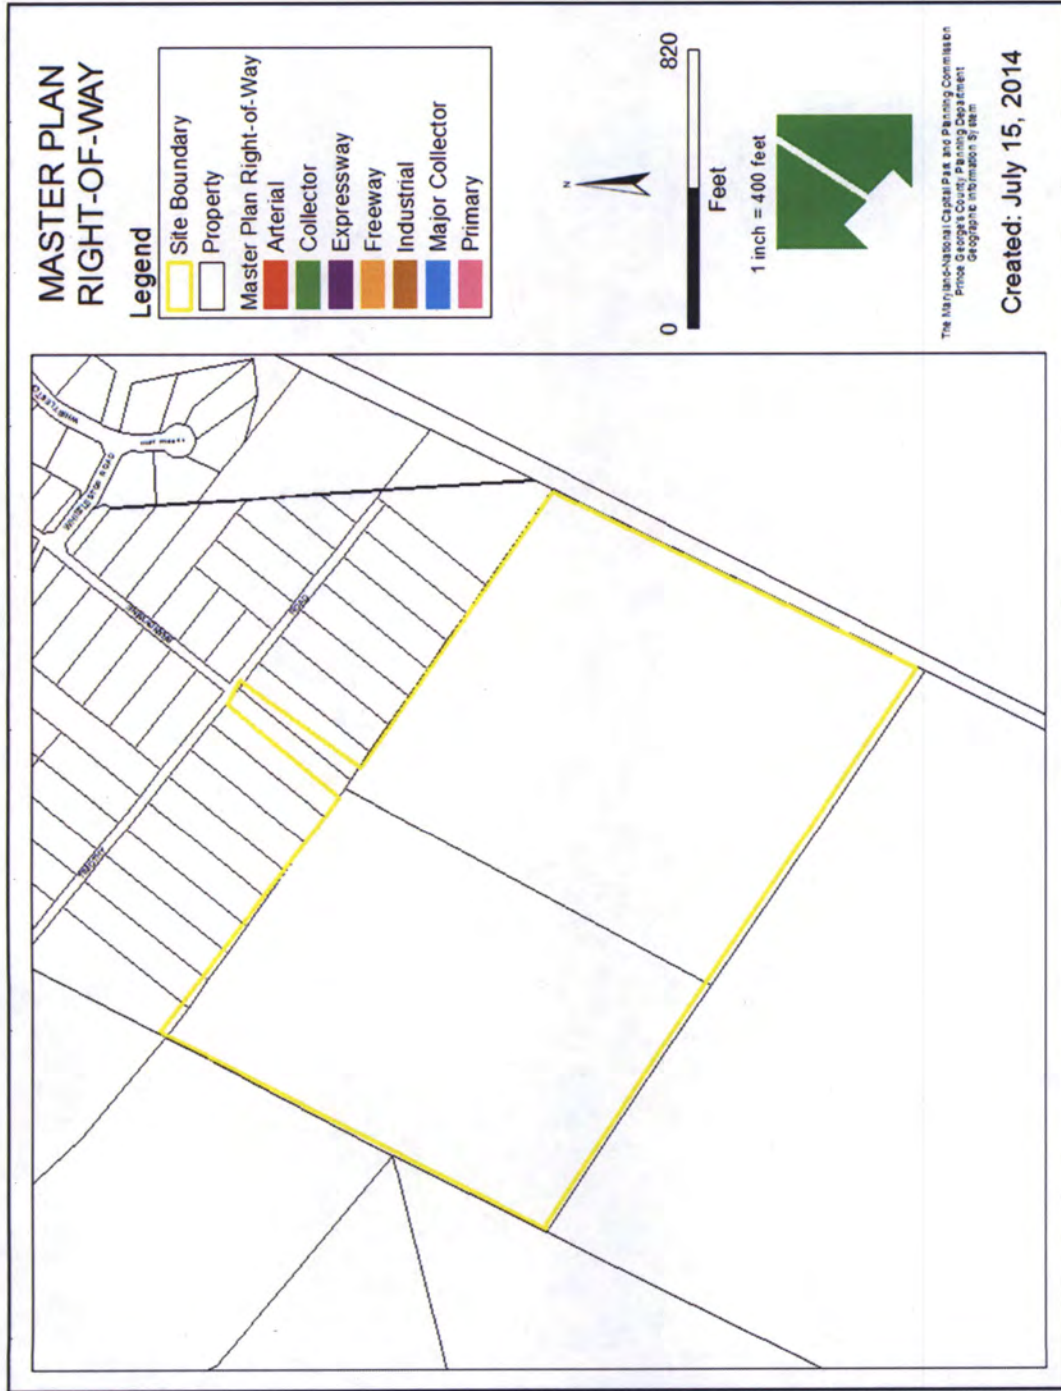 MASTER PLAN
RIGHT-OF-WAY
Legend
Site Boundary
Property
Master Plan Right-of-Way
Arterial
Collector
Expressway
Freeway
Industrial
Major Collector
Primary
N
0
820
Feet
1 inch = 400 feet
The Maryland-National Capital Park and Planning Commission
Prince George's County Planning Department
Geographic Information System
Created: July 15, 2014
ROAD